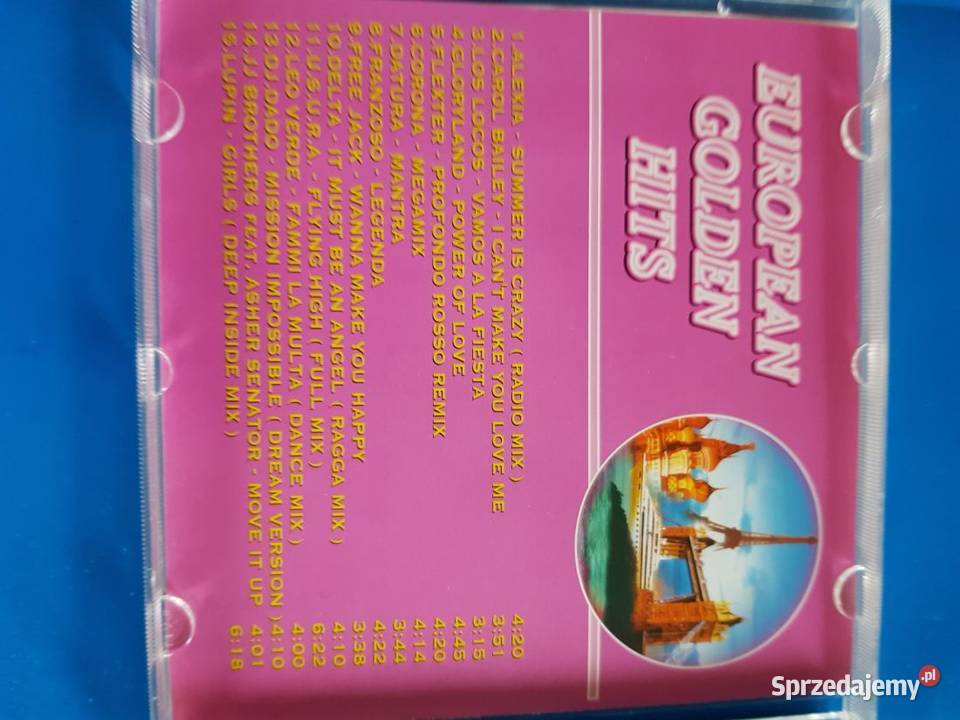 EUROPEAN
GOLDEN
HITS
1.ALEXIA - SUMMER IS CRAZY ( RADIO MIX ) 4:20
2.CAROL BAILEY - I CAN'T MAKE YOU LOVE ME 3:51
3.LOS LOCOS - VAMOS A LA FIESTA 3:15
4.GLORYLAND - POWER OF LOVE 4:45
5.FLEXTER - PROFONDO ROSSO REMIX 4:20
6.CORONA - MEGAMIX 4:14
7.DATURA - MANTRA 3:44
8.FRANZOSO - LEGENDA 4:22
9.FREE JACK - WANNA MAKE YOU HAPPY 3:38
10.DELTA - IT MUST BE AN ANGEL ( RAGGA MIX ) 4:10
11.U.S.U.R.A. - FLYING HIGH ( FULL MIX ) 6:22
12.LEO VERDE - FAMMI LA MULTA ( DANCE MIX ) 4:00
13.DJ.DADO - MISSION IMPOSSIBLE ( DREAM VERSION ) 4:10
14.JJ BROTHERS FEAT. ASHER SENATOR - MOVE IT UP 4:01
15.LUPIN - GIRLS ( DEEP INSIDE MIX ) 6:18
Sprzedajemy.pl